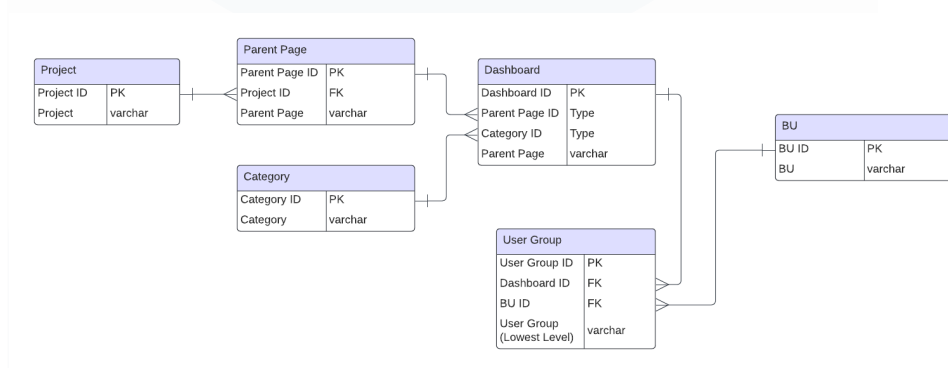 Project
Project ID PK
Project varchar
Parent Page
Parent Page ID PK
Project ID FK
Parent Page varchar
Category
Category ID PK
Category varchar
Dashboard
Dashboard ID PK
Parent Page ID Type
Category ID Type
Parent Page varchar
User Group
User Group ID PK
Dashboard ID FK
BU ID FK
User Group
(Lowest Level) varchar
BU
BU ID PK
BU varchar